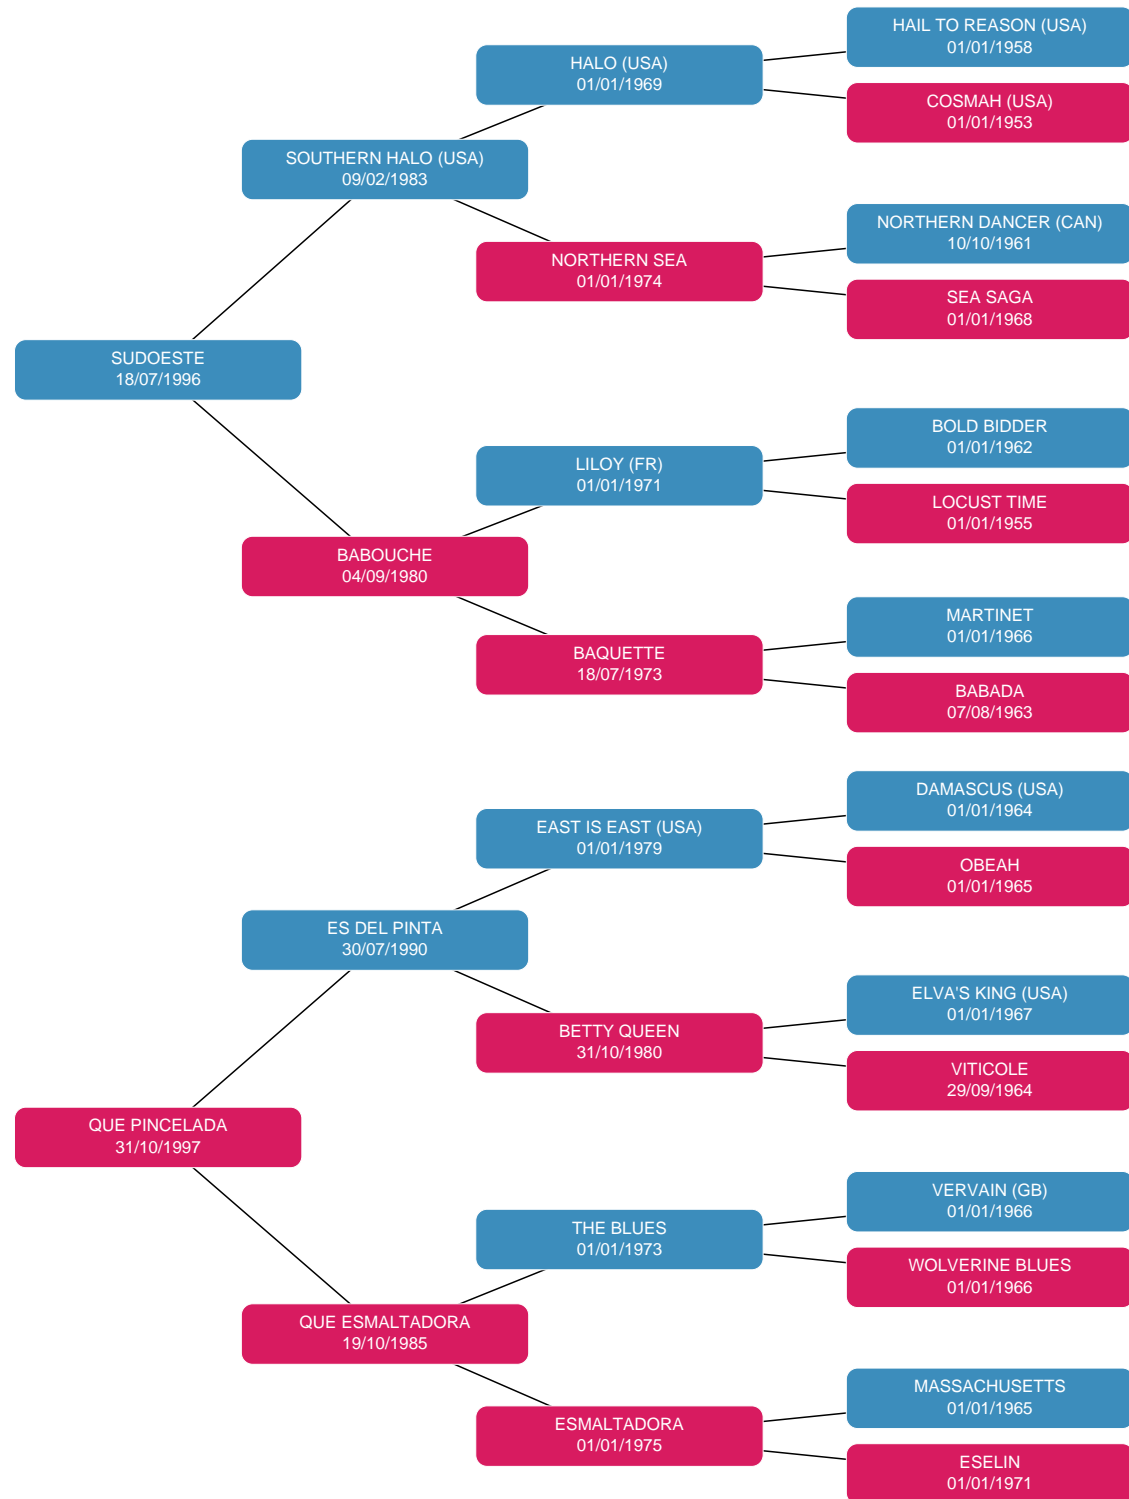 HAIL TO REASON (USA)
01/01/1958
HALO (USA)
01/01/1969
COSMAH (USA)
01/01/1953
SOUTHERN HALO (USA)
09/02/1983
NORTHERN DANCER (CAN)
10/10/1961
NORTHERN SEA
01/01/1974
SEA SAGA
01/01/1968
SUDOESTE
18/07/1996
BOLD BIDDER
01/01/1962
LILOY (FR)
01/01/1971
LOCUST TIME
01/01/1955
BABOUCHE
04/09/1980
MARTINET
01/01/1966
BAQUETTE
18/07/1973
BABADA
07/08/1963
DAMASCUS (USA)
01/01/1964
EAST IS EAST (USA)
01/01/1979
OBEAH
01/01/1965
ES DEL PINTA
30/07/1990
ELVA'S KING (USA)
01/01/1967
BETTY QUEEN
31/10/1980
VITICOLE
29/09/1964
QUE PINCELADA
31/10/1997
VERVAIN (GB)
01/01/1966
THE BLUES
01/01/1973
WOLVERINE BLUES
01/01/1966
QUE ESMALTADORA
19/10/1985
MASSACHUSETTS
01/01/1965
ESMALTADORA
01/01/1975
ESELIN
01/01/1971